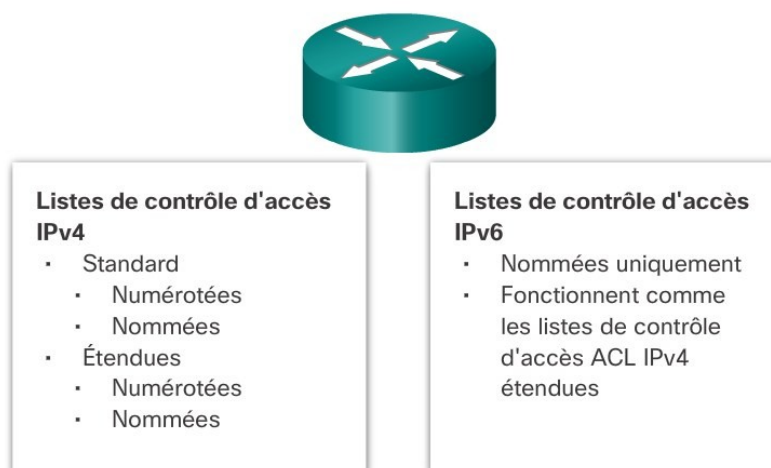 Listes de contrôle d'accès
IPv4
▪ Standard
▪ Numérotées
▪ Nommées
▪ Étendues
▪ Numérotées
▪ Nommées
Listes de contrôle d'accès
IPv6
▪ Nommées uniquement
▪ Fonctionnent comme
les listes de contrôle
d'accès ACL IPv4
étendues